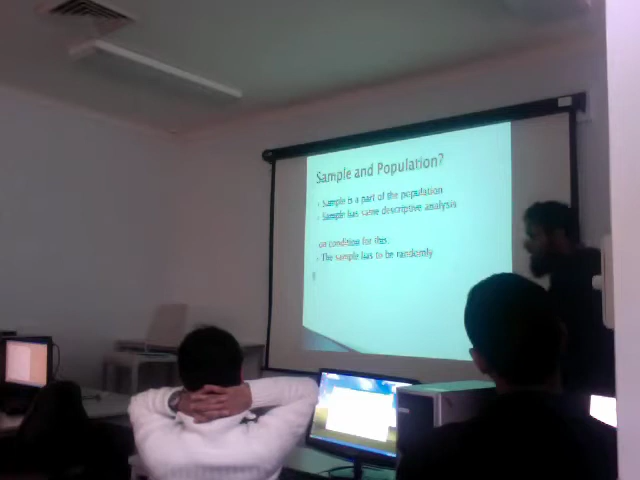 Sample and Population?
Sample is a part of the population
Sample has same descriptive analysis
on condition for this:
The sample has to be randomly